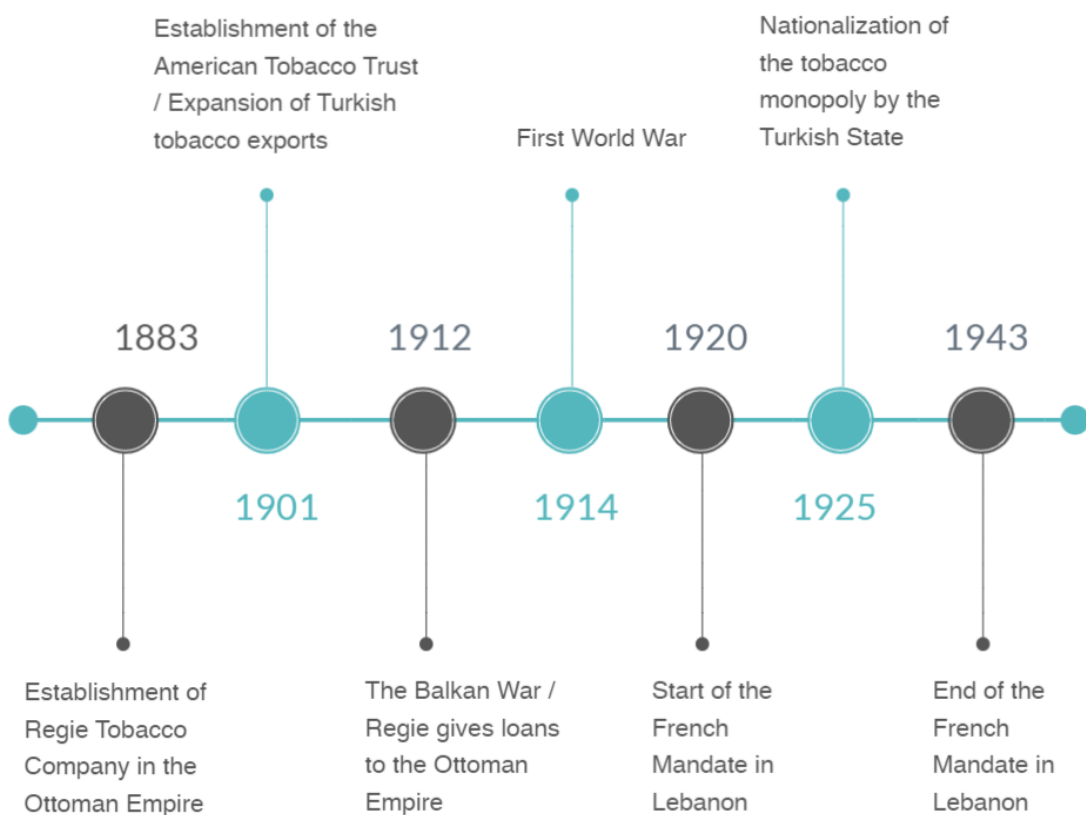 Establishment of the
American Tobacco Trust
/ Expansion of Turkish
tobacco exports
First World War
Nationalization of
the tobacco
monopoly by the
Turkish State
1883
1912
1920
1943
1901
1914
1925
Establishment of
Regie Tobacco
Company in the
Ottoman Empire
The Balkan War /
Regie gives loans
to the Ottoman
Empire
Start of the
French
Mandate in
Lebanon
End of the
French
Mandate in
Lebanon